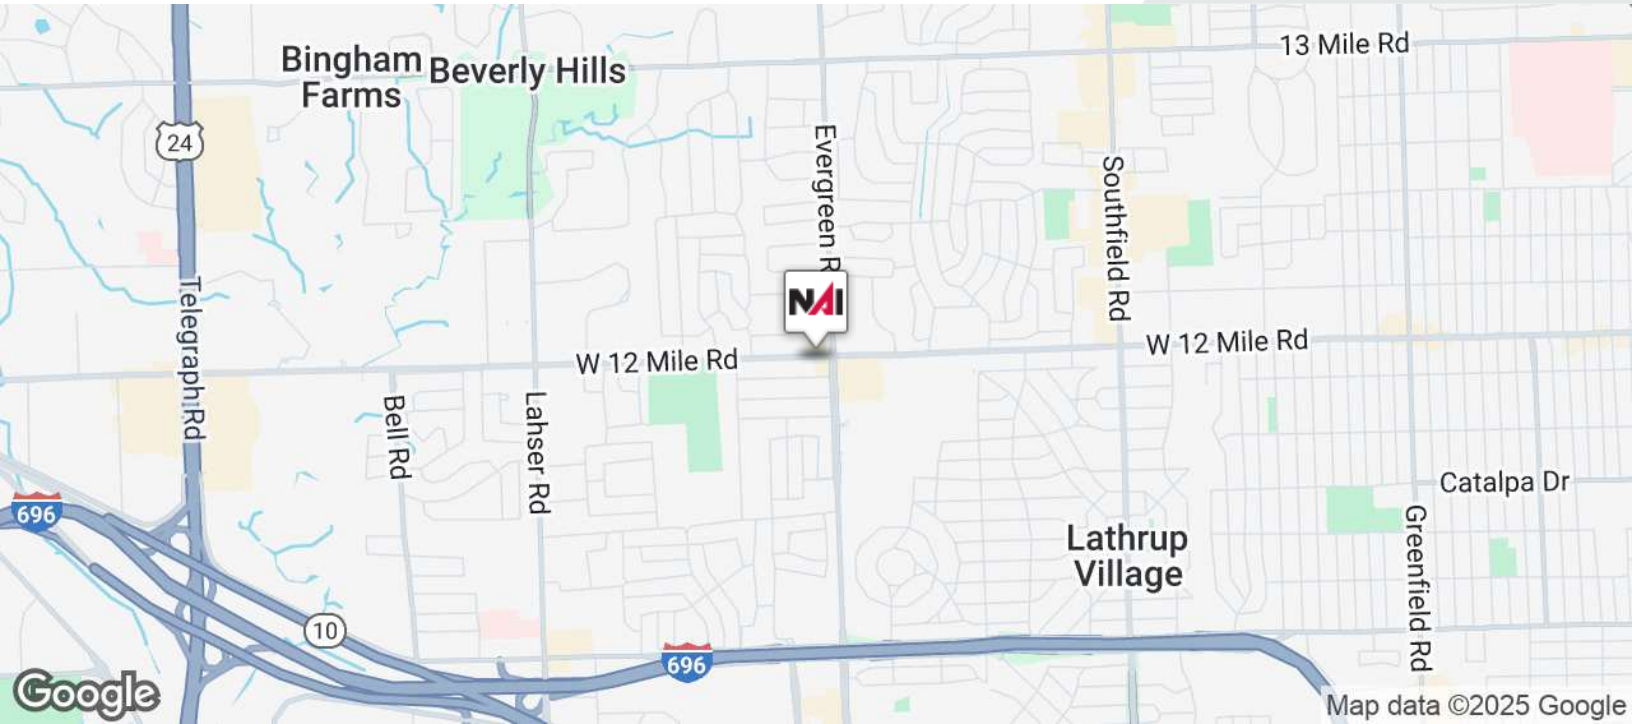 13 Mile Rd
Bingham
Farms
Beverly Hills
24
Evergreen R
Southfield Rd
Telegraph Rd
NAI
W 12 Mile Rd
W 12 Mile Rd
Bell Rd
Lahser Rd
Catalpa Dr
696
Greenfield Rd
Lathrup
Village
10
696
Google
Map data ©2025 Google